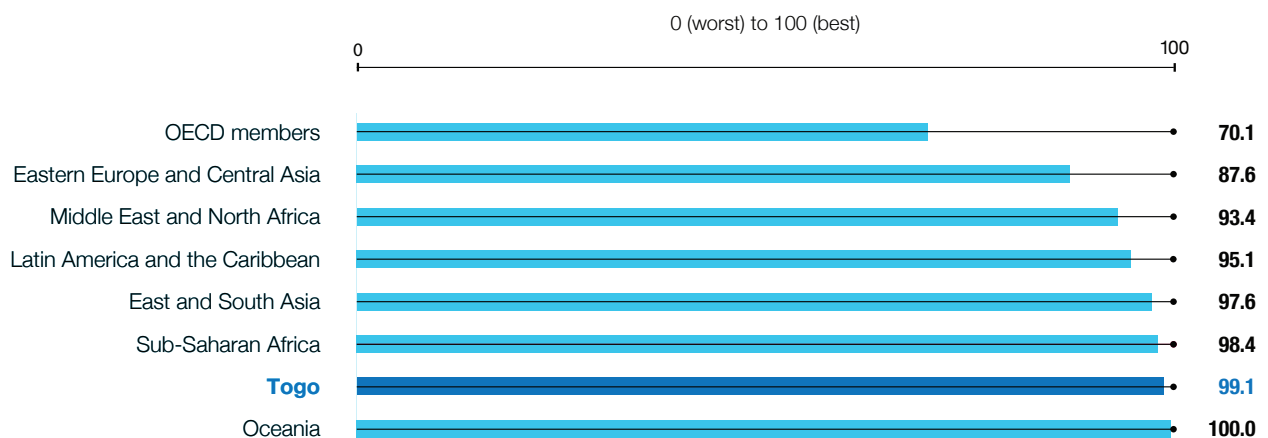 0 (worst) to 100 (best)
0 100
OECD members 70.1
Eastern Europe and Central Asia 87.6
Middle East and North Africa 93.4
Latin America and the Caribbean 95.1
East and South Asia 97.6
Sub-Saharan Africa 98.4
Togo 99.1
Oceania 100.0